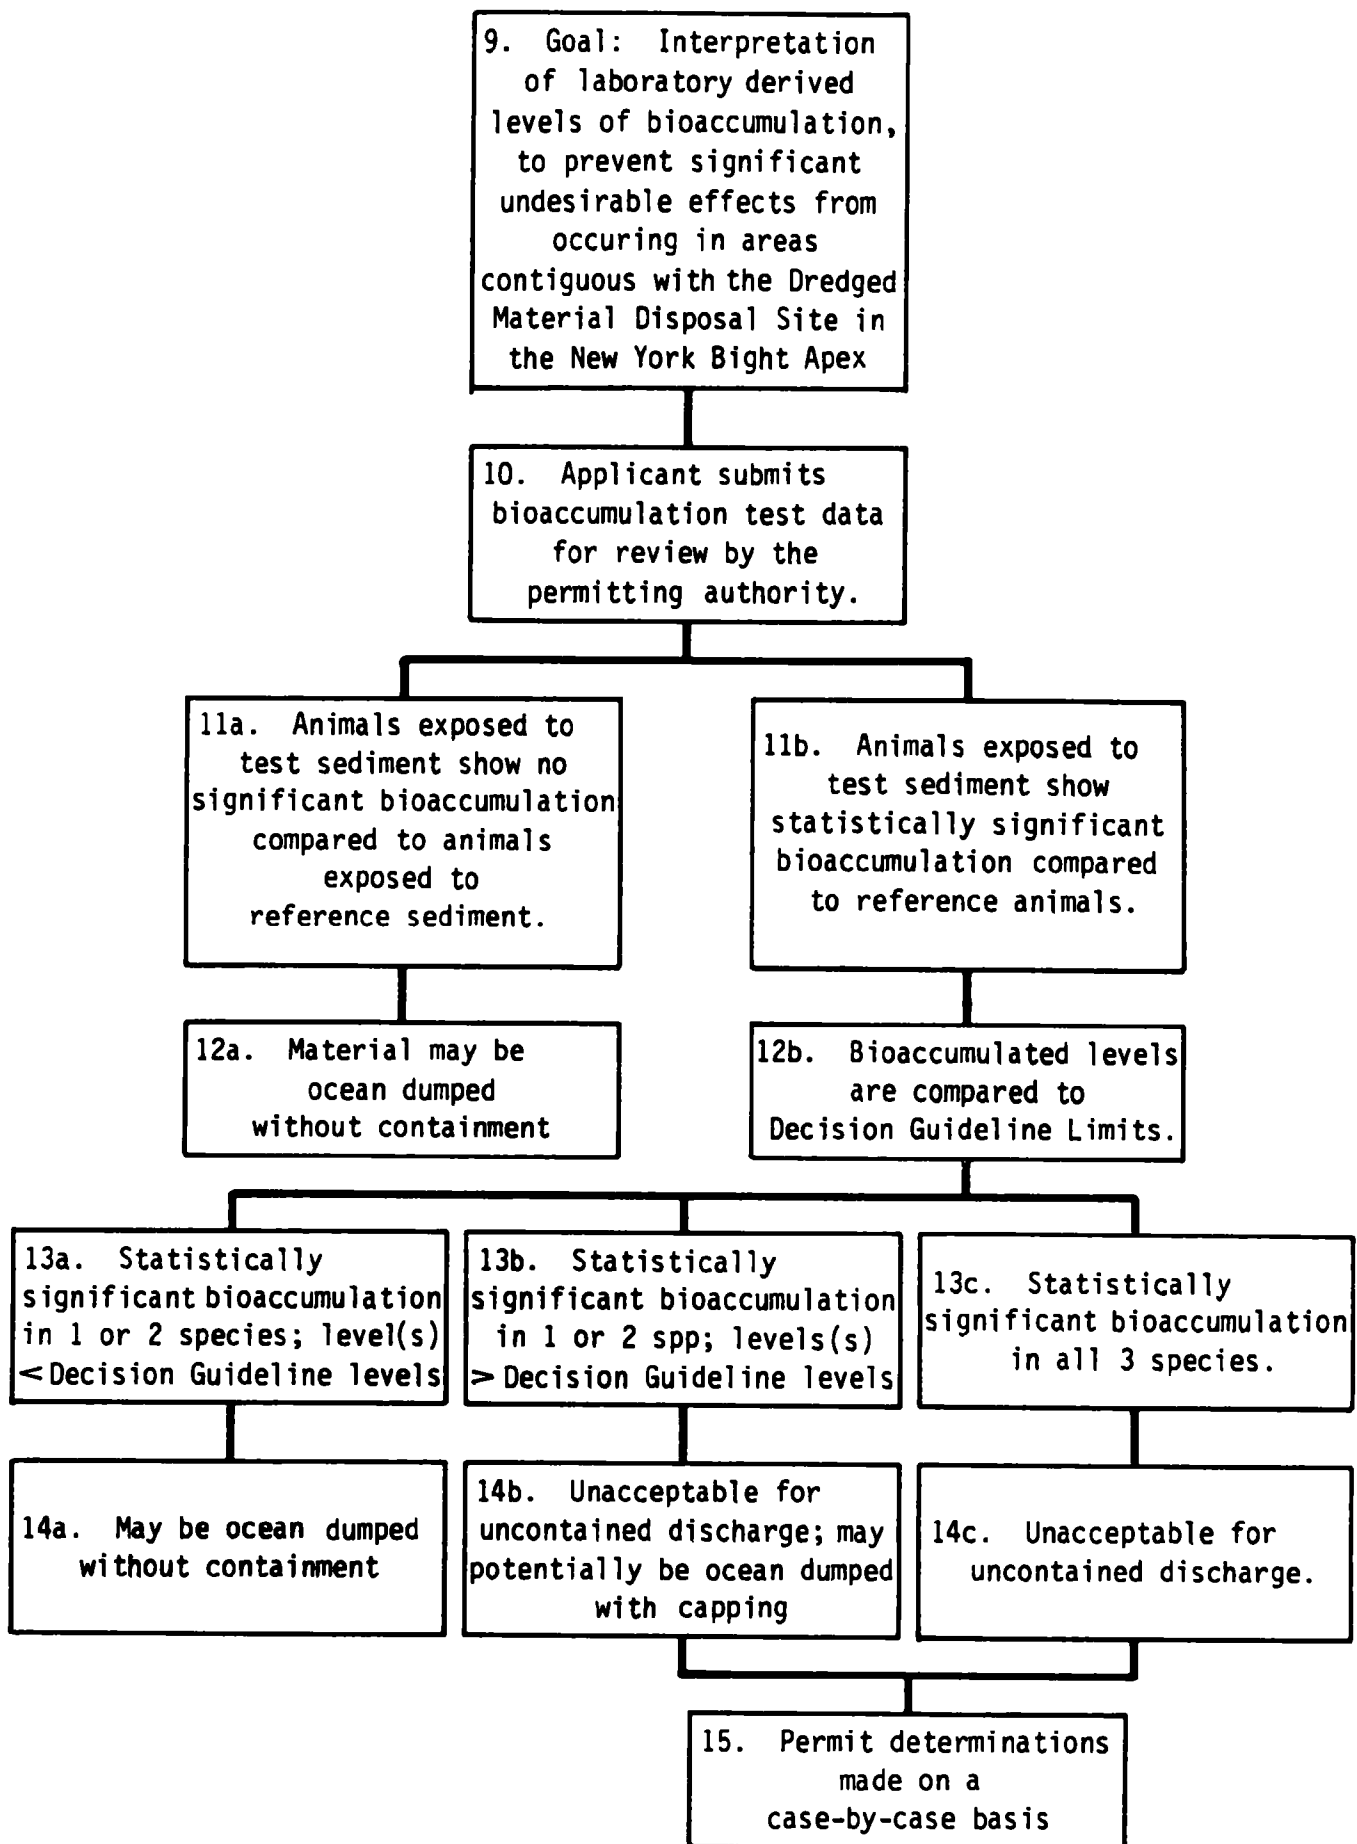 9. Goal: Interpretation
of laboratory derived
levels of bioaccumulation,
to prevent significant
undesirable effects from
occuring in areas
contiguous with the Dredged
Material Disposal Site in
the New York Bight Apex
10. Applicant submits
bioaccumulation test data
for review by the
permitting authority.
11a. Animals exposed to
test sediment show no
significant bioaccumulation
compared to animals
exposed to
reference sediment.
11b. Animals exposed to
test sediment show
statistically significant
bioaccumulation compared
to reference animals.
12a. Material may be
ocean dumped
without containment
12b. Bioaccumulated levels
are compared to
Decision Guideline Limits.
13a. Statistically
significant bioaccumulation
in 1 or 2 species; level(s)
< Decision Guideline levels
13b. Statistically
significant bioaccumulation
in 1 or 2 spp; levels(s)
> Decision Guideline levels
13c. Statistically
significant bioaccumulation
in all 3 species.
14a. May be ocean dumped
without containment
14b. Unacceptable for
uncontained discharge; may
potentially be ocean dumped
with capping
14c. Unacceptable for
uncontained discharge.
15. Permit determinations
made on a
case-by-case basis